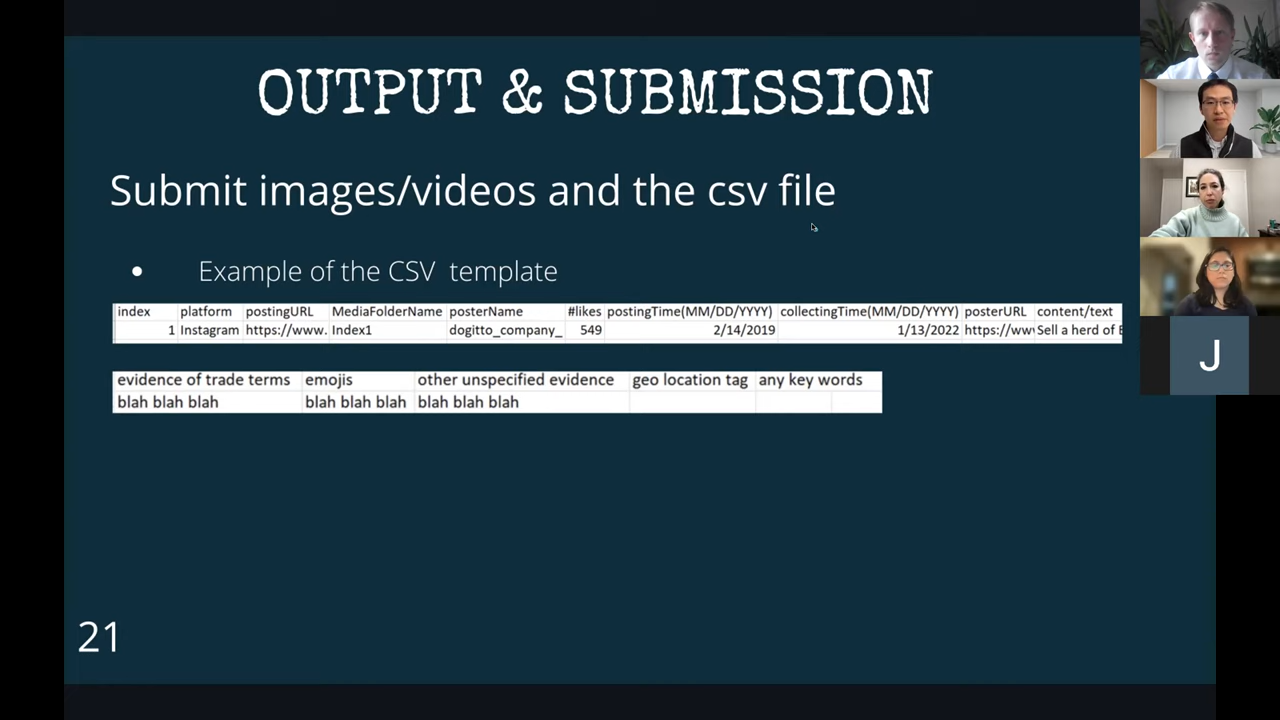 OUTPUT & SUBMISSION
Submit images/videos and the csv file
• Example of the CSV template
index platform postingURL MediaFolderName posterName #likes postingTime(MM/DD/YYYY) collectingTime(MM/DD/YYYY) posterURL content/text
1 Instagram https://www. Index1 dogitto_company_ 549 2/14/2019 1/13/2022 https://ww Sell a herd of
evidence of trade terms emojis other unspecified evidence geo location tag any key words
blah blah blah blah blah blah blah blah blah
21
J